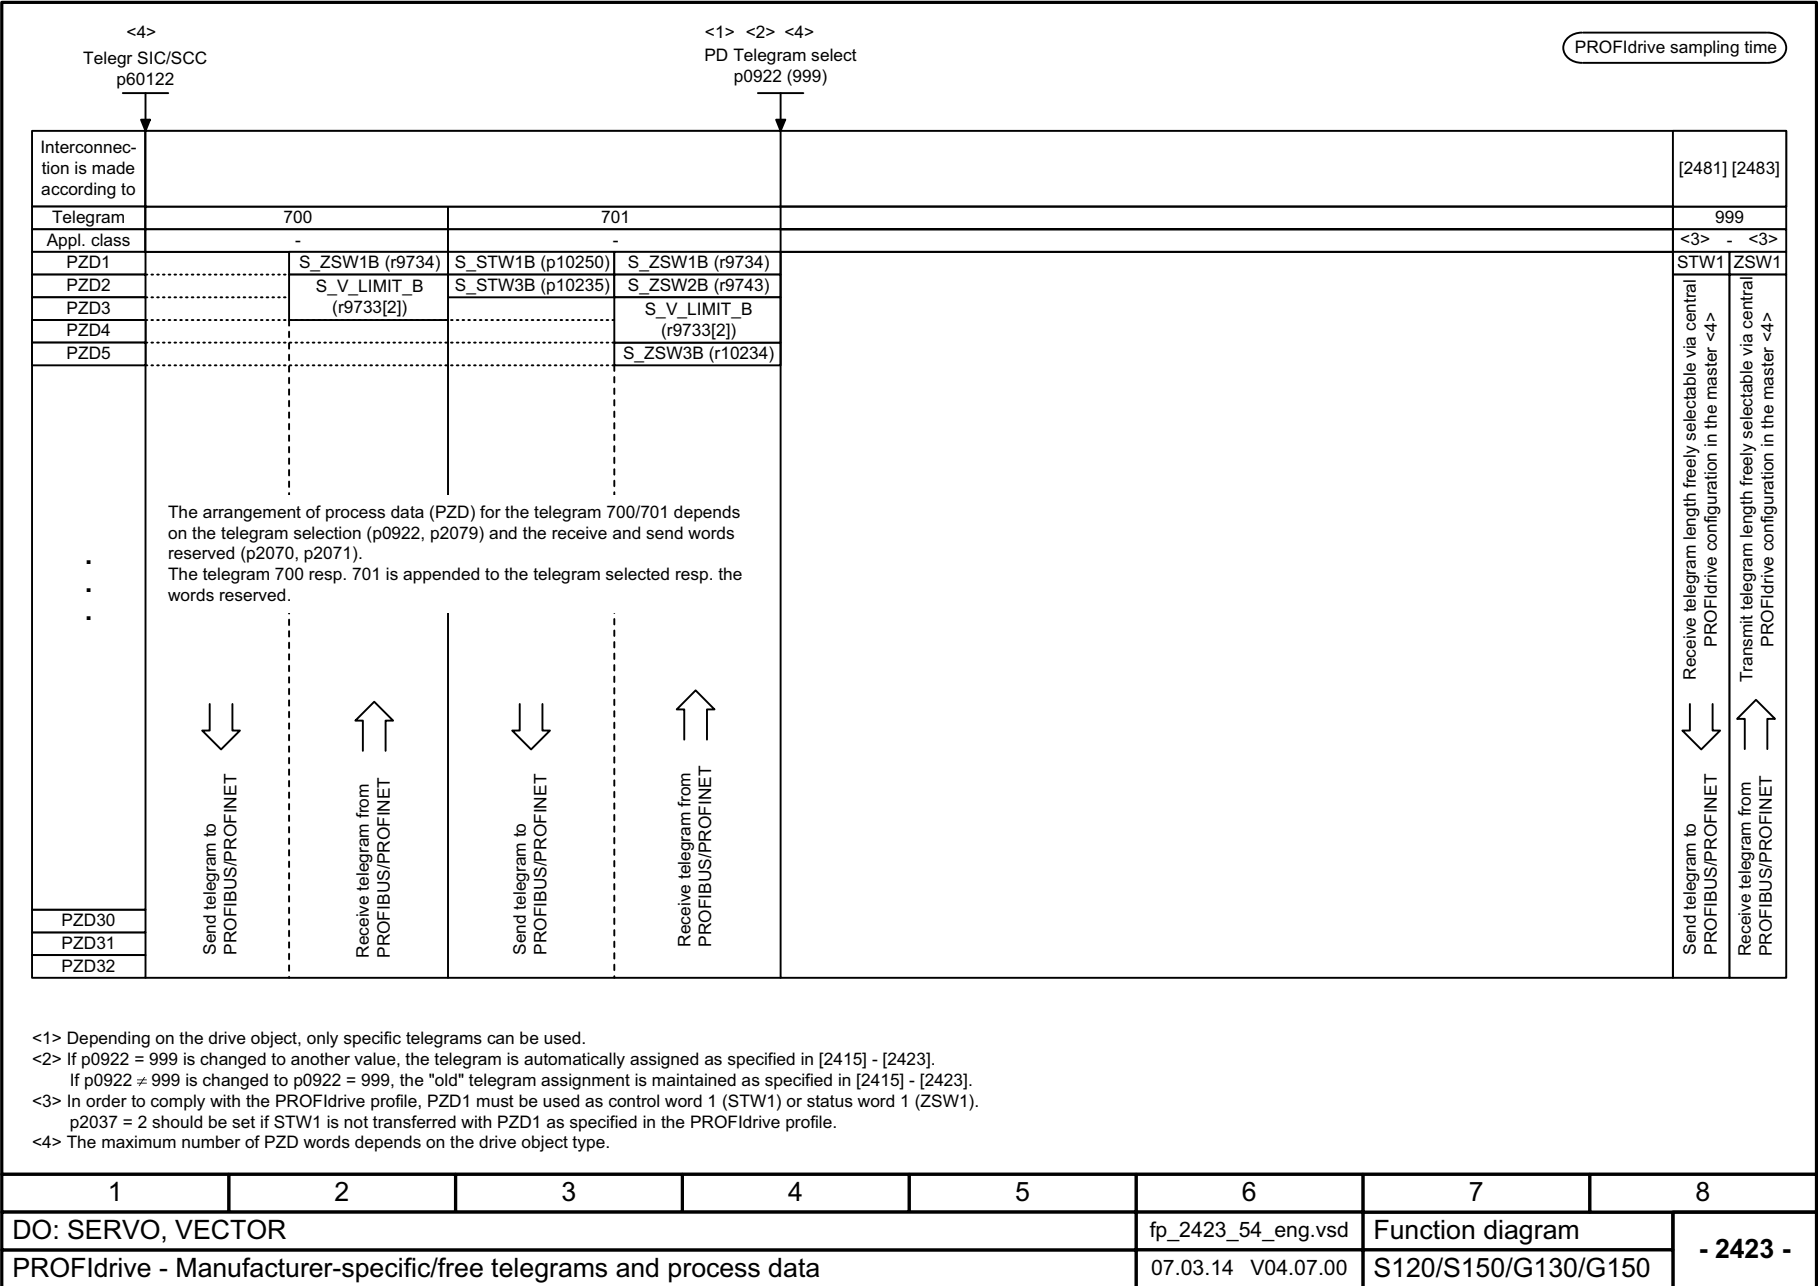 <4>
Telegr SIC/SCC
p60122
<1> <2> <4>
PD Telegram select
p0922 (999)
PROFIdrive sampling time
Interconnec-
tion is made
according to
[2481] [2483]
Telegram 700 701 999
Appl. class - - <3> - <3>
PZD1 S_ZSW1B (r9734) S_STW1B (p10250) S_ZSW1B (r9734) STW1 ZSW1
PZD2 S_V_LIMIT_B S_STW3B (p10235) S_ZSW2B (r9743)
PZD3 (r9733[2]) S_V_LIMIT_B
PZD4 (r9733[2])
PZD5 S_ZSW3B (r10234)
.
.
.
The arrangement of process data (PZD) for the telegram 700/701 depends
on the telegram selection (p0922, p2079) and the receive and send words
reserved (p2070, p2071).
The telegram 700 resp. 701 is appended to the telegram selected resp. the
words reserved.
Receive telegram length freely selectable via central
PROFIdrive configuration in the master <4>
Transmit telegram length freely selectable via central
PROFIdrive configuration in the master <4>
Send telegram to
PROFIBUS/PROFINET
Receive telegram from
PROFIBUS/PROFINET
Send telegram to
PROFIBUS/PROFINET
Receive telegram from
PROFIBUS/PROFINET
Send telegram to
PROFIBUS/PROFINET
Receive telegram from
PROFIBUS/PROFINET
PZD30
PZD31
PZD32
<1> Depending on the drive object, only specific telegrams can be used.
<2> If p0922 = 999 is changed to another value, the telegram is automatically assigned as specified in [2415] - [2423].
If p0922 ≠ 999 is changed to p0922 = 999, the "old" telegram assignment is maintained as specified in [2415] - [2423].
<3> In order to comply with the PROFIdrive profile, PZD1 must be used as control word 1 (STW1) or status word 1 (ZSW1).
p2037 = 2 should be set if STW1 is not transferred with PZD1 as specified in the PROFIdrive profile.
<4> The maximum number of PZD words depends on the drive object type.
1 2 3 4 5 6 7 8
DO: SERVO, VECTOR fp_2423_54_eng.vsd Function diagram - 2423 -
PROFIdrive - Manufacturer-specific/free telegrams and process data 07.03.14 V04.07.00 S120/S150/G130/G150